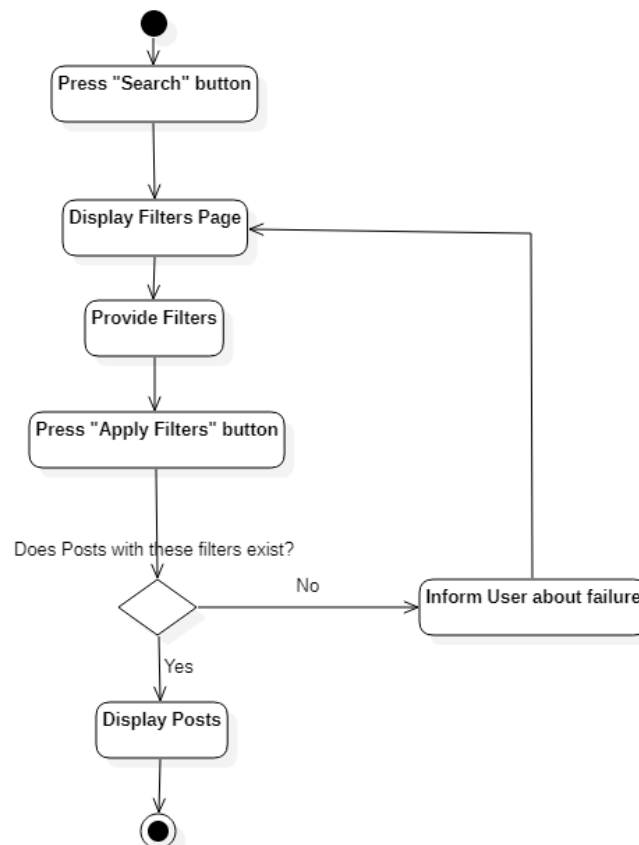 Press "Search" button
Display Filters Page
Provide Filters
Press "Apply Filters" button
Does Posts with these filters exist?
No
Inform User about failure
Yes
Display Posts